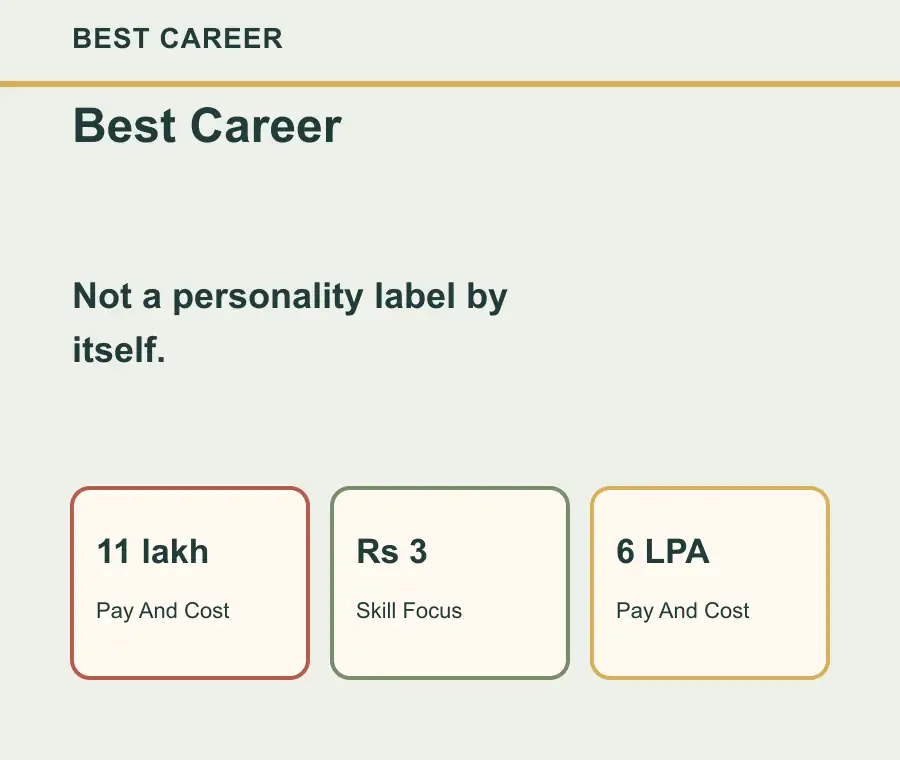 BEST CAREER
Best Career
Not a personality label by
itself.
11 lakh
Pay And Cost
Rs 3
Skill Focus
6 LPA
Pay And Cost